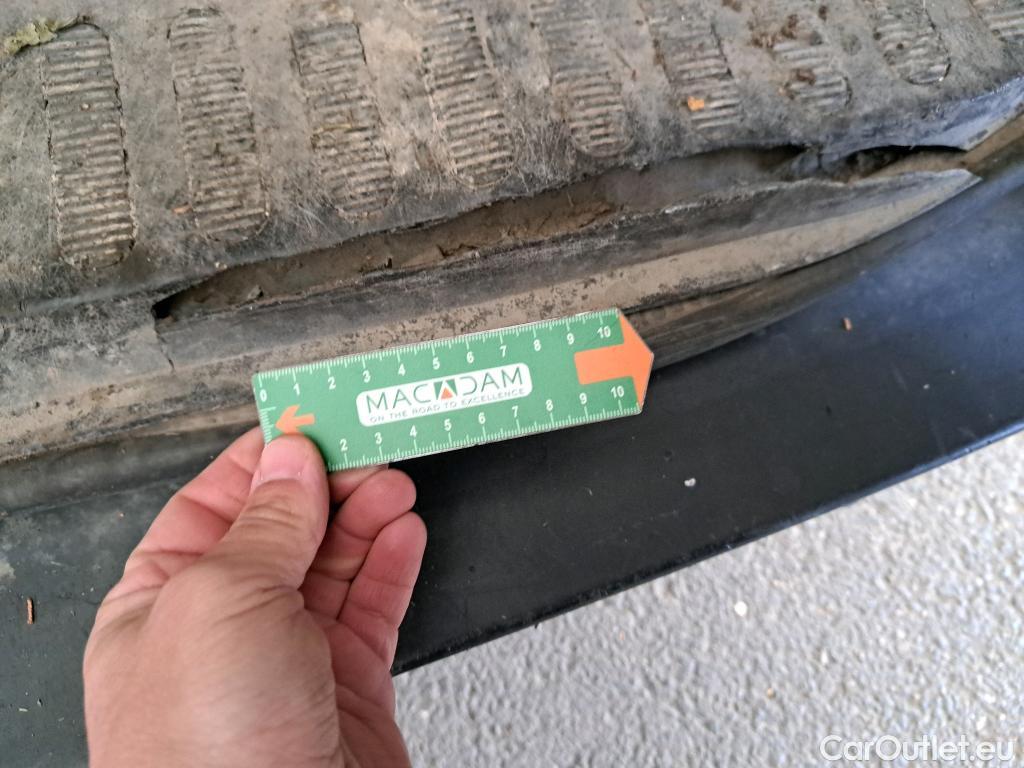 0 1 2 3 4 5 6 7 8 9 10
MACADAM
ON THE ROAD TO EXCELLENCE
2 3 4 5 6 7 8 9 10
CarOutlet.eu